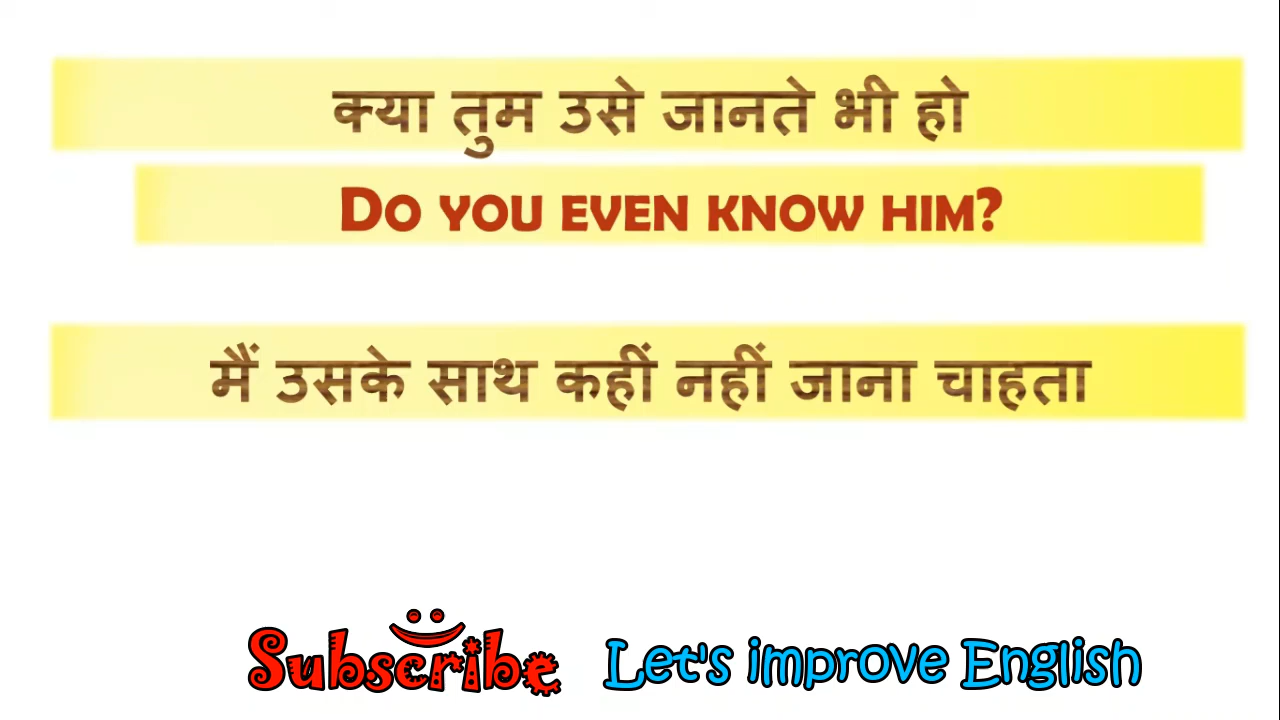 क्या तुम उसे जानते भी हो
Do you even know him?
मैं उसके साथ कहीं नहीं जाना चाहता
Subscribe Let's improve English